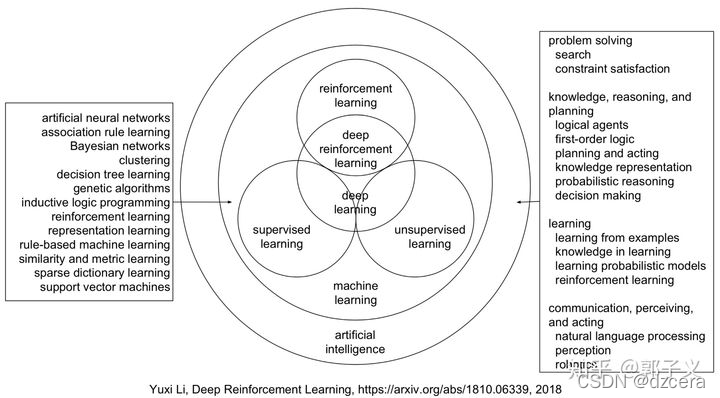 artificial neural networks
association rule learning
Bayesian networks
clustering
decision tree learning
genetic algorithms
inductive logic programming
reinforcement learning
representation learning
rule-based machine learning
similarity and metric learning
sparse dictionary learning
support vector machines
reinforcement
learning
deep
reinforcement
learning
deep
learning
supervised
learning
unsupervised
learning
machine
learning
artificial
intelligence
problem solving
search
constraint satisfaction
knowledge, reasoning, and
planning
logical agents
first-order logic
planning and acting
knowledge representation
probabilistic reasoning
decision making
learning
learning from examples
knowledge in learning
learning probabilistic models
reinforcement learning
communication, perceiving,
and acting
natural language processing
perception
robotics
知乎 @郭子义
CSDN @dzcera
Yuxi Li, Deep Reinforcement Learning, https://arxiv.org/abs/1810.06339, 2018